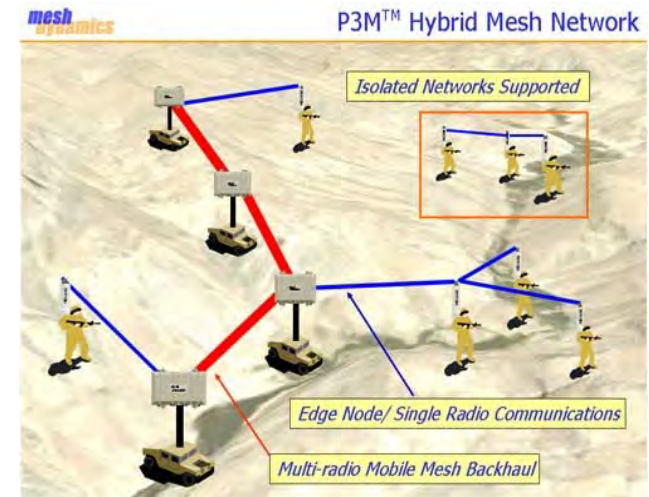 mesh
dynamics
P3M™ Hybrid Mesh Network
Isolated Networks Supported
Edge Node/ Single Radio Communications
Multi-radio Mobile Mesh Backhaul